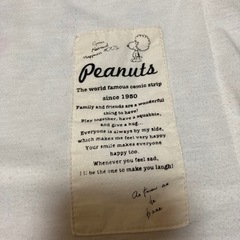 Peanuts
The world famous comic strip
since 1950
Family and friends are a wonderful
thing to have!
Play together, have a squabble,
and give a hug...
Everyone is always by my side,
which makes me feel very happy
Your smile makes everyone
happy too.
Whenever you feel sad,
I'll be the one to make you laugh!